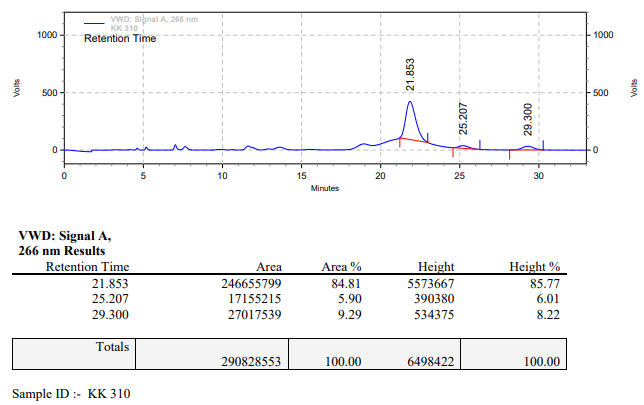 VWD: Signal A, 266 nm
KK 310
Retention Time
1000
1000
Volts
500
500
Volts
0
0
21.853
25.207
29.300
0 5 10 15 20 25 30
Minutes
VWD: Signal A,
266 nm Results
Retention Time Area Area % Height Height %
21.853 246655799 84.81 5573667 85.77
25.207 17155215 5.90 390380 6.01
29.300 27017539 9.29 534375 8.22
Totals
290828553 100.00 6498422 100.00
Sample ID :- KK 310